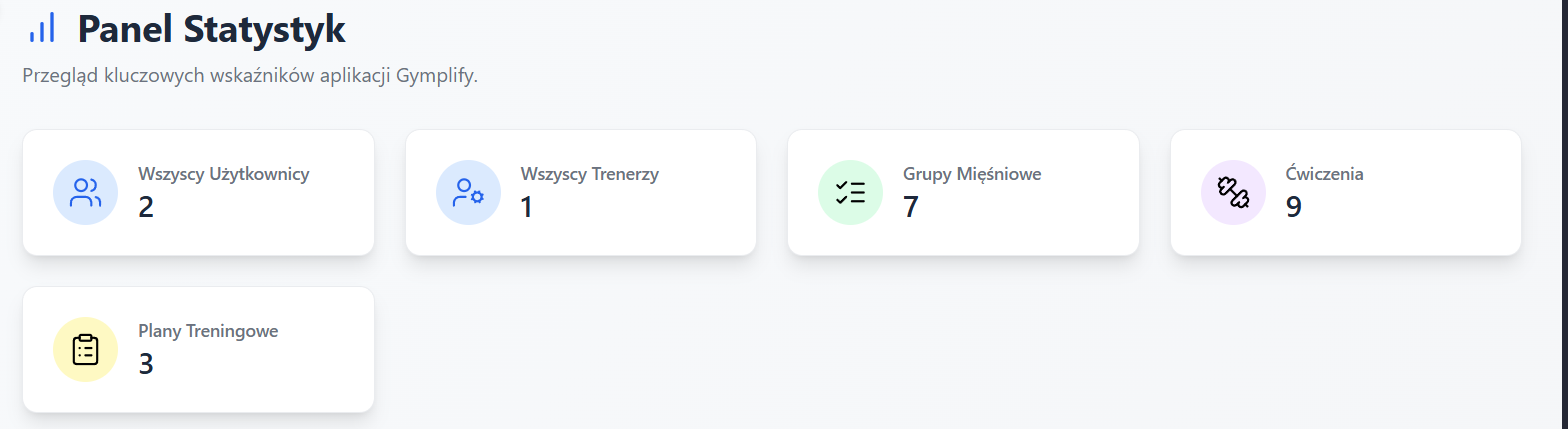 Panel Statystyk
Przegląd kluczowych wskaźników aplikacji Gymplify.
Wszyscy Użytkownicy
2
Wszyscy Trenerzy
1
Grupy Mięśniowe
7
Ćwiczenia
9
Plany Treningowe
3